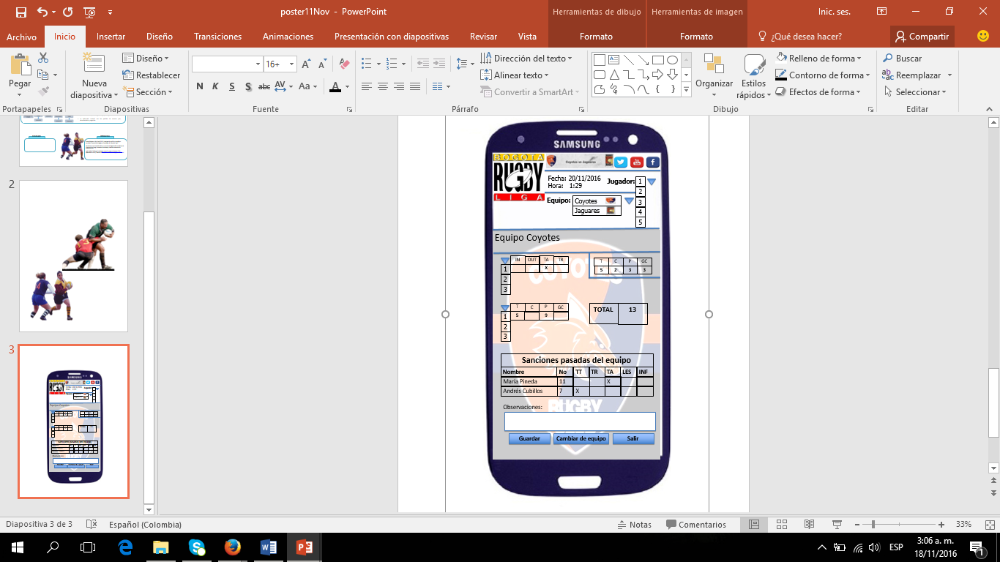 poster11Nov - PowerPoint
Herramientas de dibujo
Herramientas de imagen
Inic. ses.
Archivo
Inicio
Insertar
Diseño
Transiciones
Animaciones
Presentación con diapositivas
Revisar
Vista
Formato
Formato
¿Qué desea hacer?
Compartir
Pegar
Portapapeles
Nueva
diapositiva
Diseño
Restablecer
Sección
Diapositivas
16+
N K S S abc AV Aa A
Fuente
Dirección del texto
Alinear texto
Convertir a SmartArt
Párrafo
Organizar
Estilos
rápidos
Relleno de forma
Contorno de forma
Efectos de forma
Dibujo
Buscar
Reemplazar
Seleccionar
Editar
2
3
SAMSUNG
BOGOTA
RUGBY
LIGA
Coyotes vs Jaguares
Fecha: 20/11/2016
Hora: 1:29
Jugador: 1
2
3
4
5
Equipo: Coyotes
Jaguares
Equipo Coyotes
IN OUT TA TR
1 X
2
3
T C P GC
5 2 3 3
COYOTES
T C P GC
1 5 9
2
3
TOTAL 13
Sanciones pasadas del equipo
Nombre No TT TR TA LES INF
María Pineda 11 X
Andrés Cubillos 7 X
RUGBY
Observaciones:
Guardar
Cambiar de equipo
Salir
Diapositiva 3 de 3
Español (Colombia)
Notas
Comentarios
33%
ESP
3:06 a. m.
18/11/2016
1